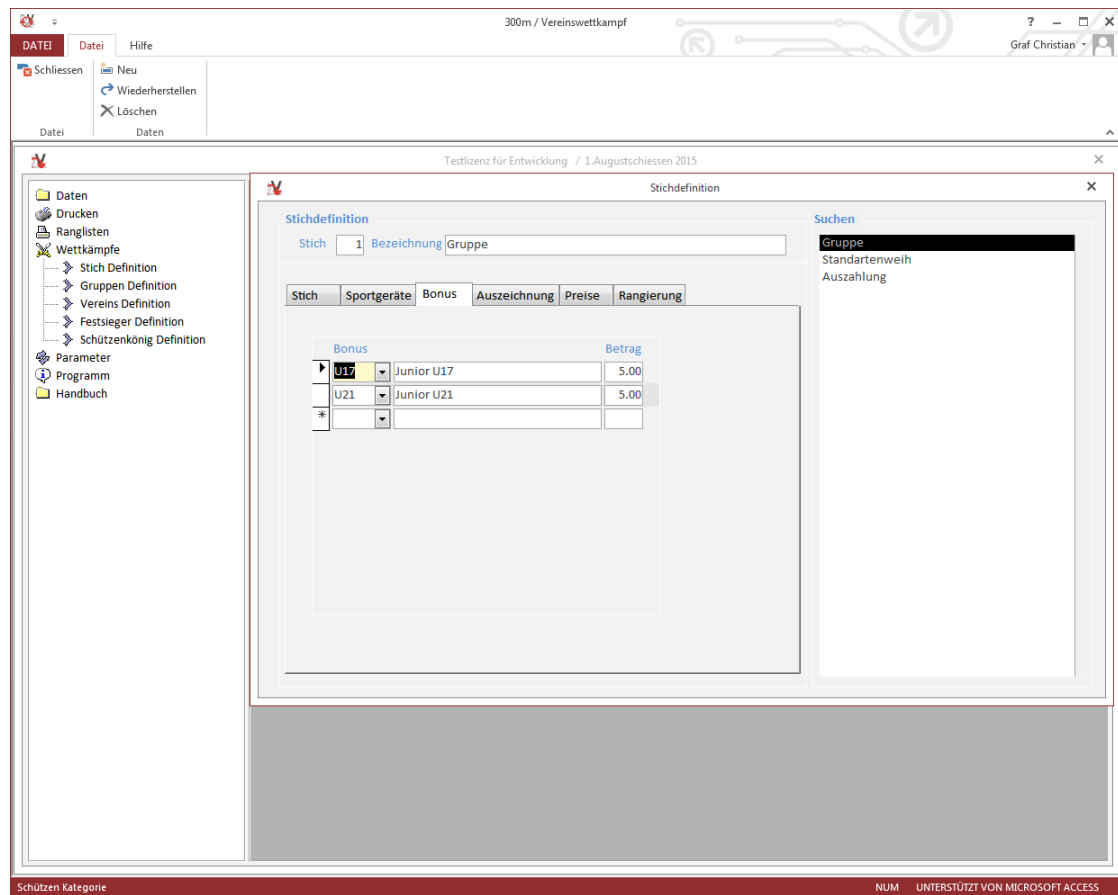 300m / Vereinswettkampf
?
DATEI Datei Hilfe
Graf Christian
Schliessen
Neu
Wiederherstellen
Löschen
Datei
Daten
Testlizenz für Entwicklung / 1.Augustschiessen 2015
Daten
Drucken
Ranglisten
Wettkämpfe
Stich Definition
Gruppen Definition
Vereins Definition
Festsieger Definition
Schützenkönig Definition
Parameter
Programm
Handbuch
Stichdefinition
Stichdefinition
Stich 1 Bezeichnung Gruppe
Stich Sportgeräte Bonus Auszeichnung Preise Rangierung
Bonus Betrag
U17 Junior U17 5.00
U21 Junior U21 5.00
*
Suchen
Gruppe
Standartenweih
Auszahlung
Schützen Kategorie
NUM UNTERSTÜTZT VON MICROSOFT ACCESS